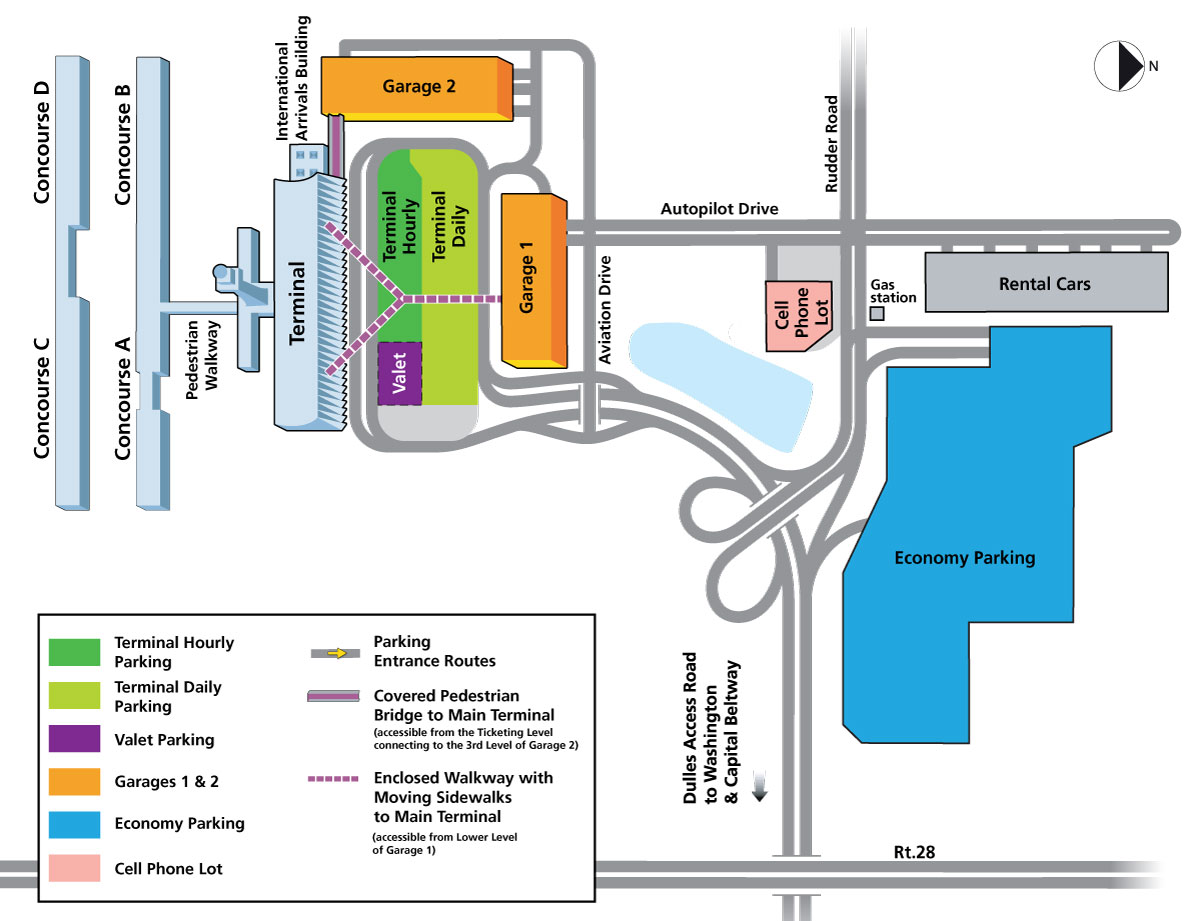 Concourse D
Concourse B
International
Arrivals Building
Garage 2
Rudder Road
N
Terminal
Hourly
Terminal
Daily
Autopilot Drive
Garage 1
Aviation Drive
Terminal
Pedestrian
Walkway
Concourse C
Concourse A
Valet
Cell
Phone
Lot
Gas
station
Rental Cars
Economy Parking
Dulles Access Road
to Washington
& Capital Beltway
Rt.28
Terminal Hourly
Parking
Terminal Daily
Parking
Valet Parking
Garages 1 & 2
Economy Parking
Cell Phone Lot
Parking
Entrance Routes
Covered Pedestrian
Bridge to Main Terminal
(accessible from the Ticketing Level
connecting to the 3rd Level of Garage 2)
Enclosed Walkway with
Moving Sidewalks
to Main Terminal
(accessible from Lower Level
of Garage 1)